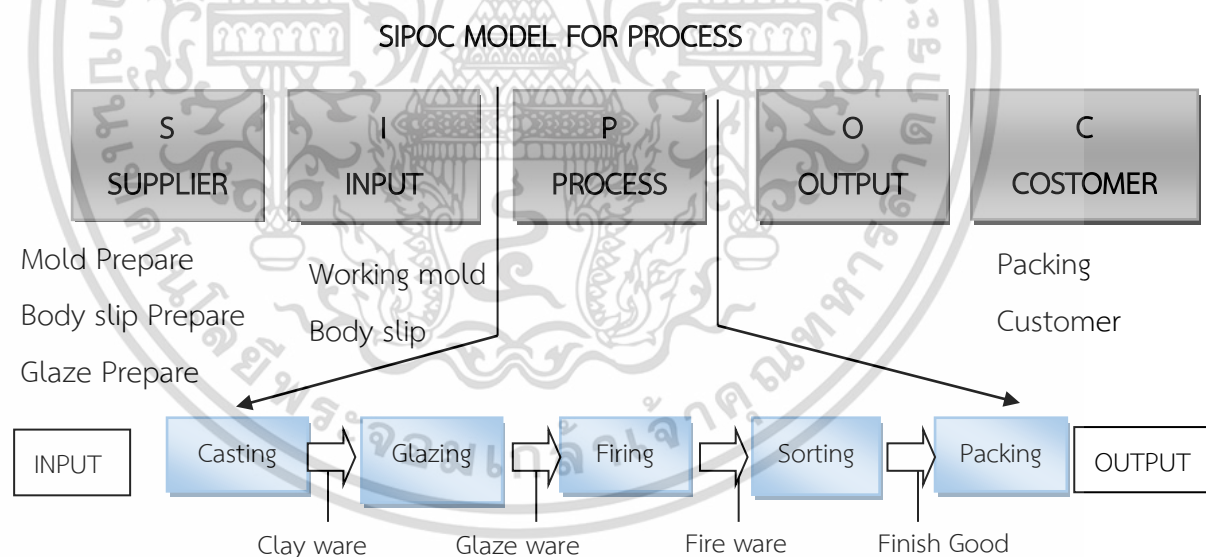 SIPOC MODEL FOR PROCESS
S
SUPPLIER
I
INPUT
P
PROCESS
O
OUTPUT
C
COSTOMER
Mold Prepare
Body slip Prepare
Glaze Prepare
Working mold
Body slip
Packing
Customer
INPUT
Casting
Glazing
Firing
Sorting
Packing
OUTPUT
Clay ware
Glaze ware
Fire ware
Finish Good